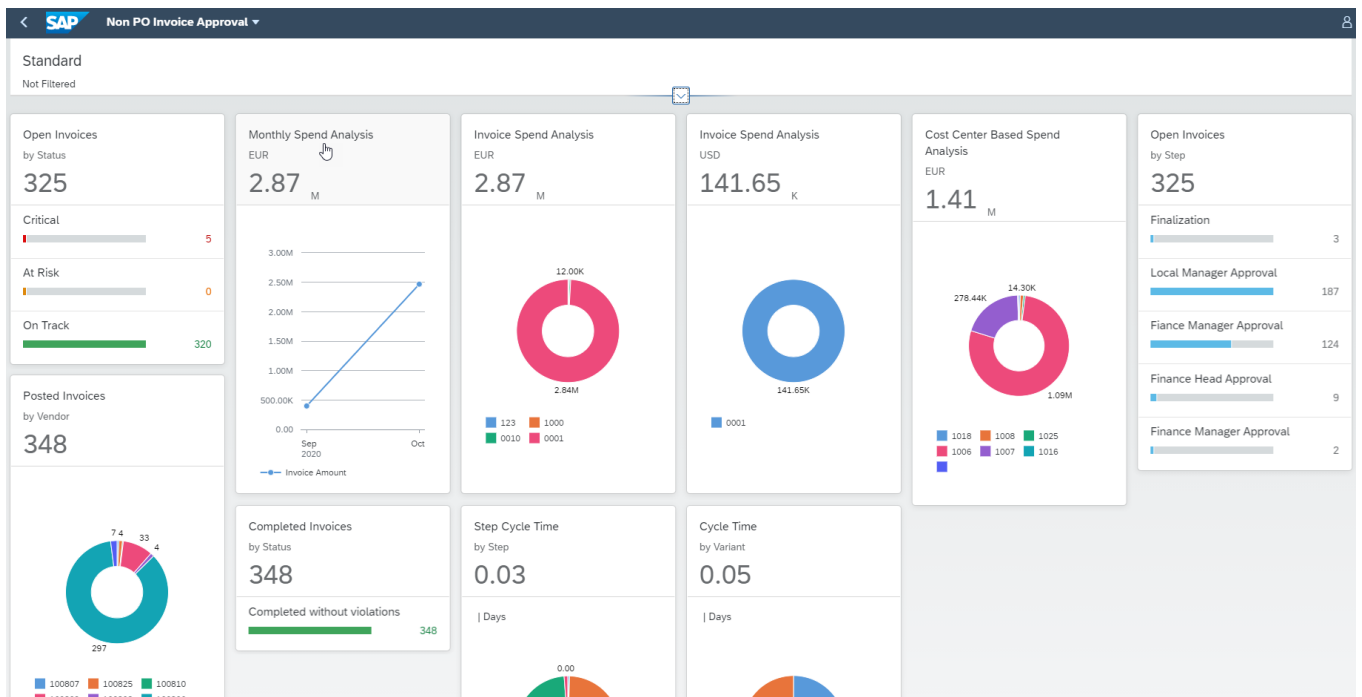 SAP
Non PO Invoice Approval
Standard
Not Filtered
Open Invoices
by Status
325
Critical
5
At Risk
0
On Track
320
Posted Invoices
by Vendor
348
7 4 33
4
297
100807 100825 100810
Monthly Spend Analysis
EUR
2.87 M
3.00M
2.50M
2.00M
1.50M
1.00M
500.00K
0.00
Sep Oct
2020
Invoice Amount
Completed Invoices
by Status
348
Completed without violations
348
Invoice Spend Analysis
EUR
2.87 M
12.00K
2.84M
123 1000
0010 0001
Step Cycle Time
by Step
0.03
| Days
0.00
Invoice Spend Analysis
USD
141.65 K
141.65K
0001
Cycle Time
by Variant
0.05
| Days
Cost Center Based Spend
Analysis
EUR
1.41 M
278.44K 14.30K
1.09M
1018 1008 1025
1006 1007 1016
Open Invoices
by Step
325
Finalization
3
Local Manager Approval
187
Fiance Manager Approval
124
Finance Head Approval
9
Finance Manager Approval
2